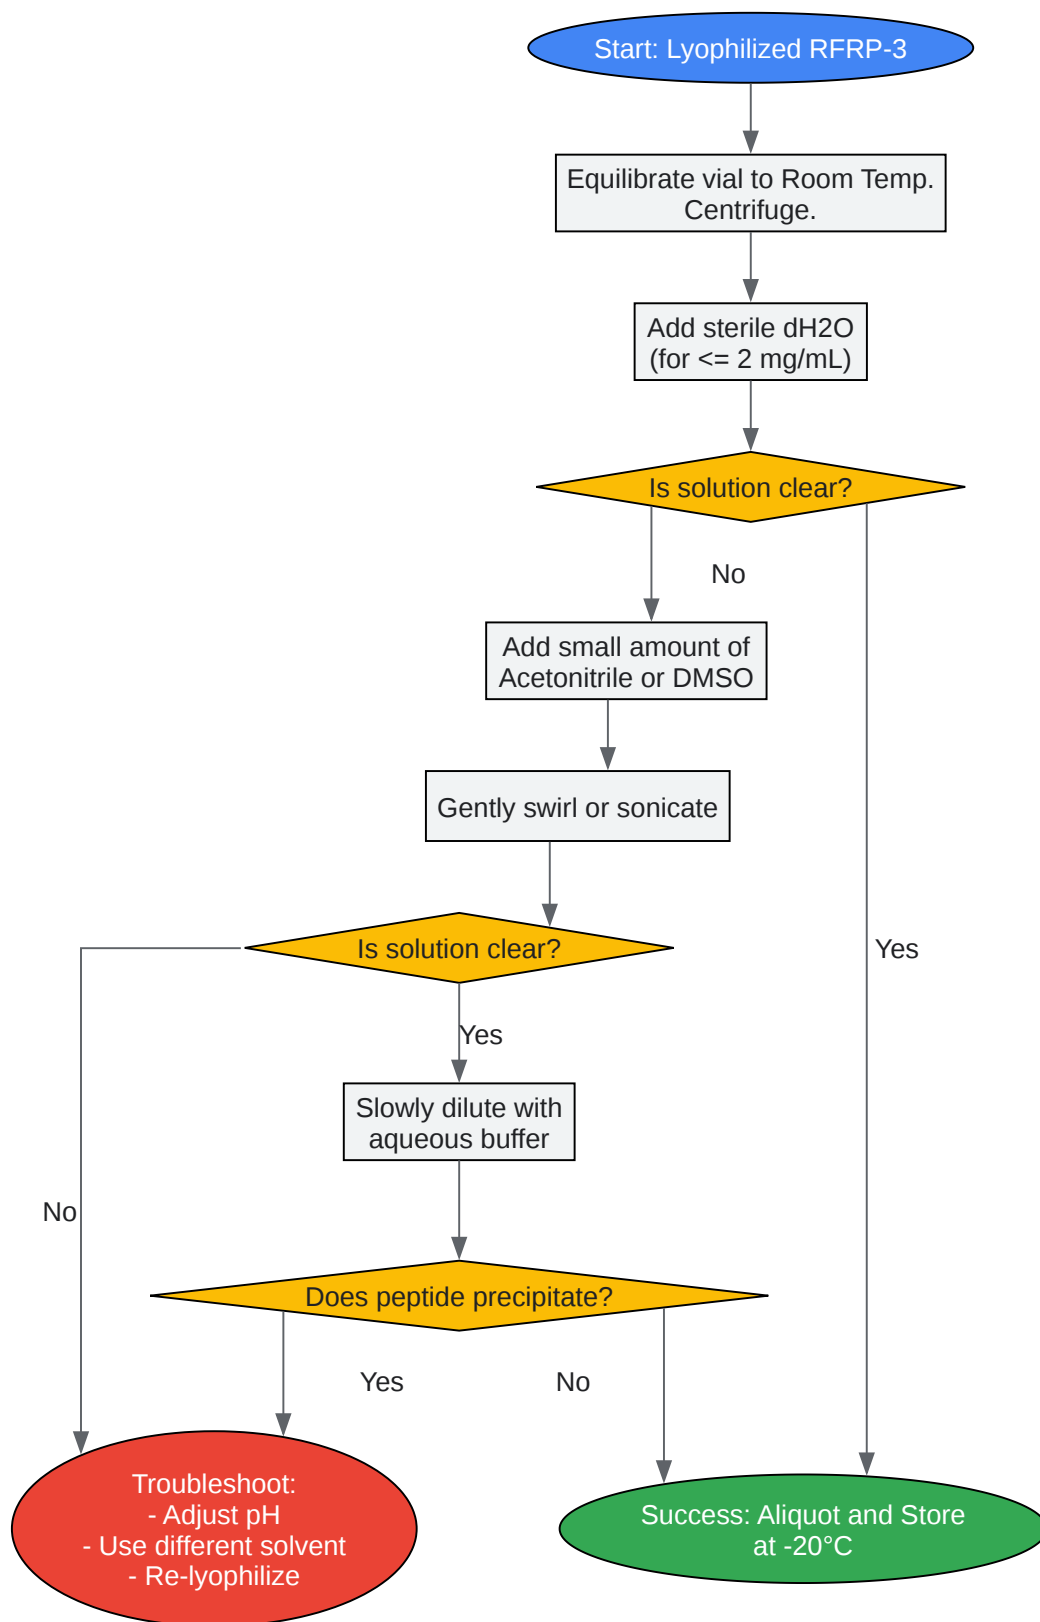 Start: Lyophilized RFRP-3
Equilibrate vial to Room Temp.
Centrifuge.
Add sterile dH2O
(for <= 2 mg/mL)
Is solution clear?
No
Add small amount of
Acetonitrile or DMSO
Gently swirl or sonicate
Is solution clear?
Yes
Yes
Slowly dilute with
aqueous buffer
No
Does peptide precipitate?
Yes
No
Troubleshoot:
- Adjust pH
- Use different solvent
- Re-lyophilize
Success: Aliquot and Store
at -20°C